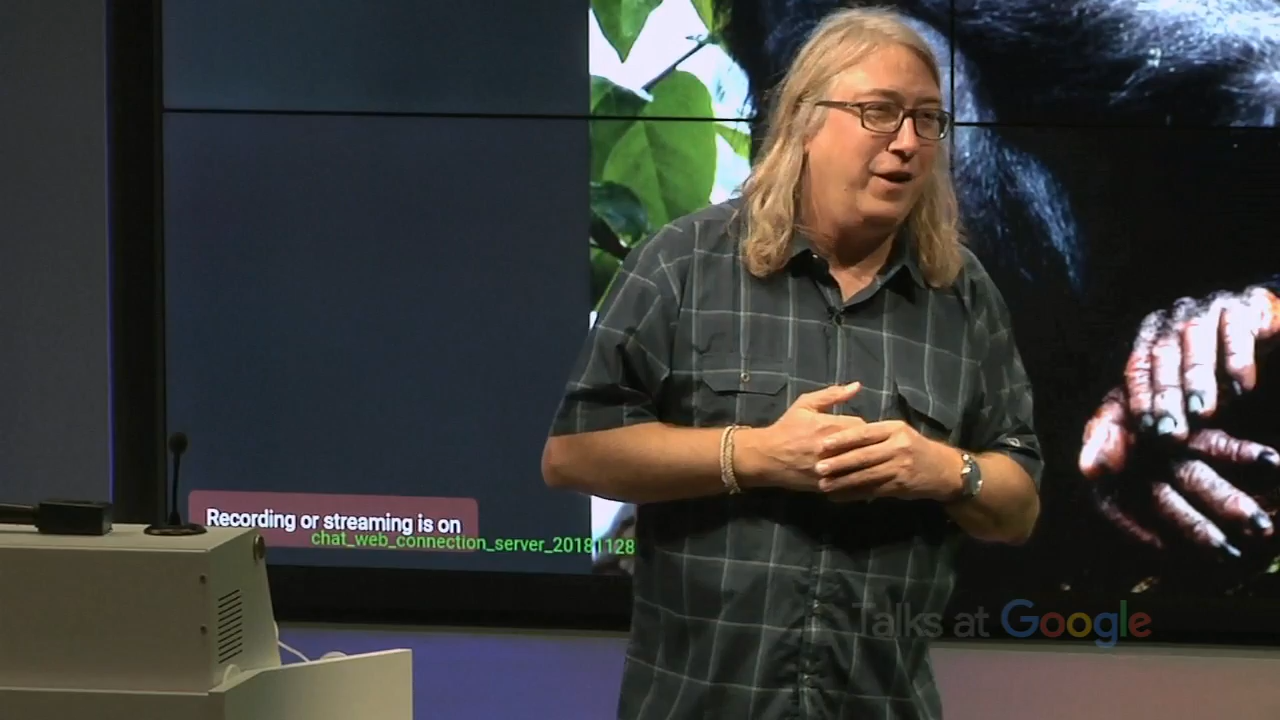 Recording or streaming is on
chat_web_connection_server_20181128
Talks at Google